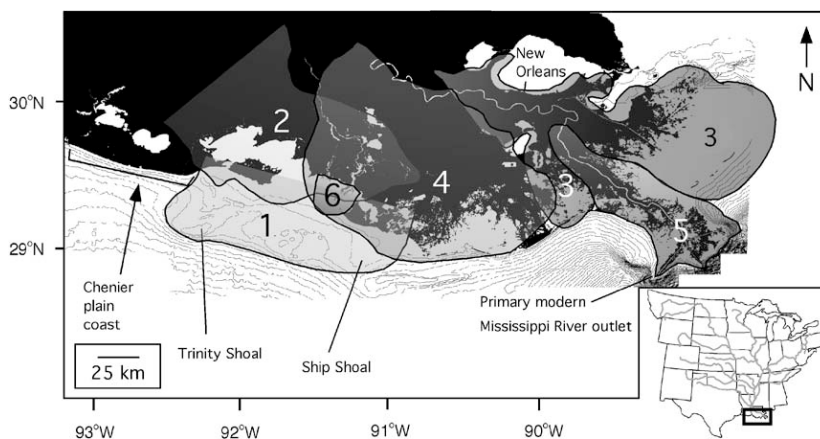 New
Orleans
N
30°N
2
3
4
3
6
1
5
29°N
Chenier
plain
coast
Primary modern
Mississippi River outlet
Trinity Shoal
Ship Shoal
25 km
93°W
92°W
91°W
90°W